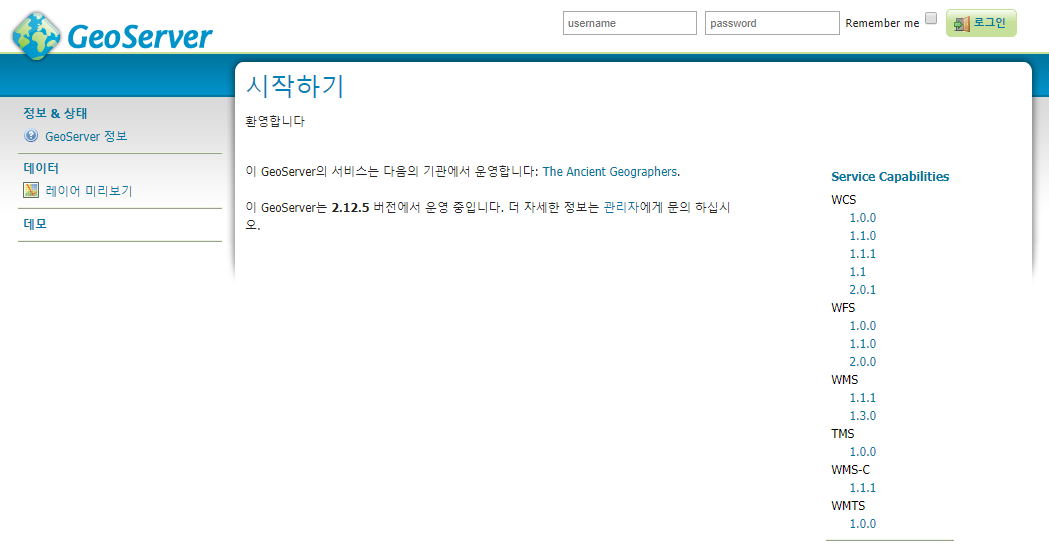 GeoServer
username
password
Remember me
로그인
정보 & 상태
GeoServer 정보
데이터
레이어 미리보기
데모
시작하기
환영합니다
이 GeoServer의 서비스는 다음의 기관에서 운영합니다: The Ancient Geographers.
이 GeoServer는 2.12.5 버전에서 운영 중입니다. 더 자세한 정보는 관리자에게 문의 하십시
오.
Service Capabilities
WCS
1.0.0
1.1.0
1.1.1
1.1
2.0.1
WFS
1.0.0
1.1.0
2.0.0
WMS
1.1.1
1.3.0
TMS
1.0.0
WMS-C
1.1.1
WMTS
1.0.0